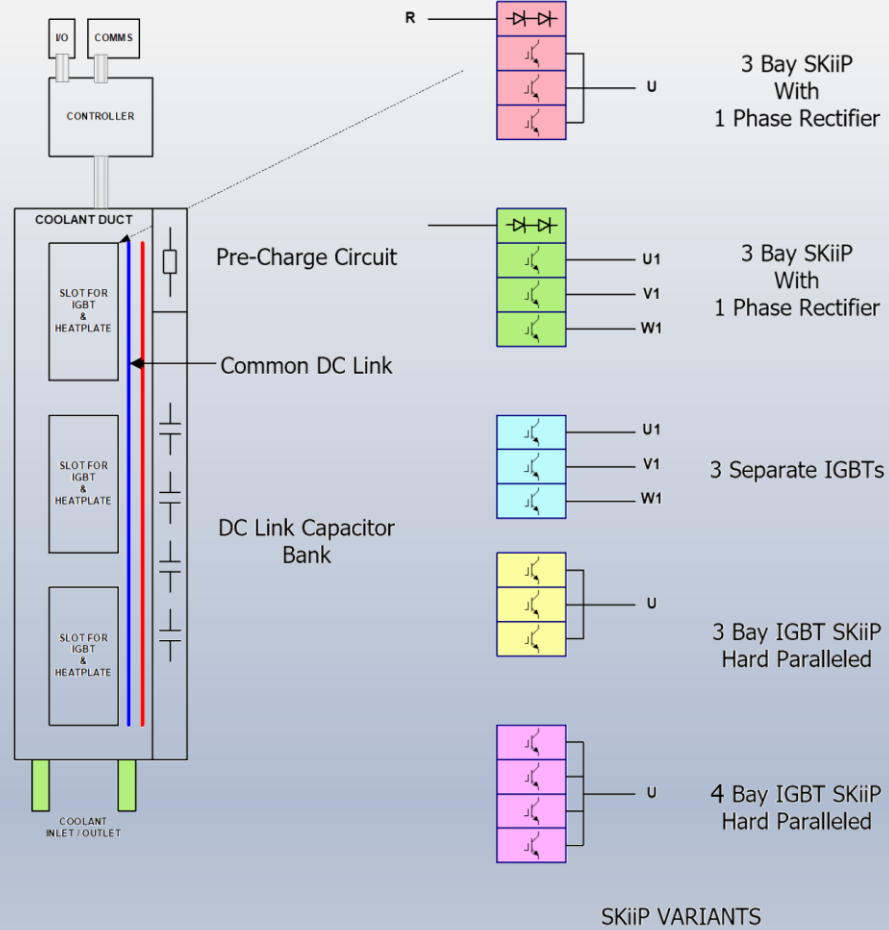 I/O
COMMS
CONTROLLER
COOLANT DUCT
SLOT FOR
IGBT
&
HEATPLATE
SLOT FOR
IGBT
&
HEATPLATE
SLOT FOR
IGBT
&
HEATPLATE
COOLANT
INLET / OUTLET
Pre-Charge Circuit
Common DC Link
DC Link Capacitor
Bank
R
U
3 Bay SKiiP
With
1 Phase Rectifier
U1
V1
W1
3 Bay SKiiP
With
1 Phase Rectifier
U1
V1
W1
3 Separate IGBTs
U
3 Bay IGBT SKiiP
Hard Paralleled
U
4 Bay IGBT SKiiP
Hard Paralleled
SKiiP VARIANTS